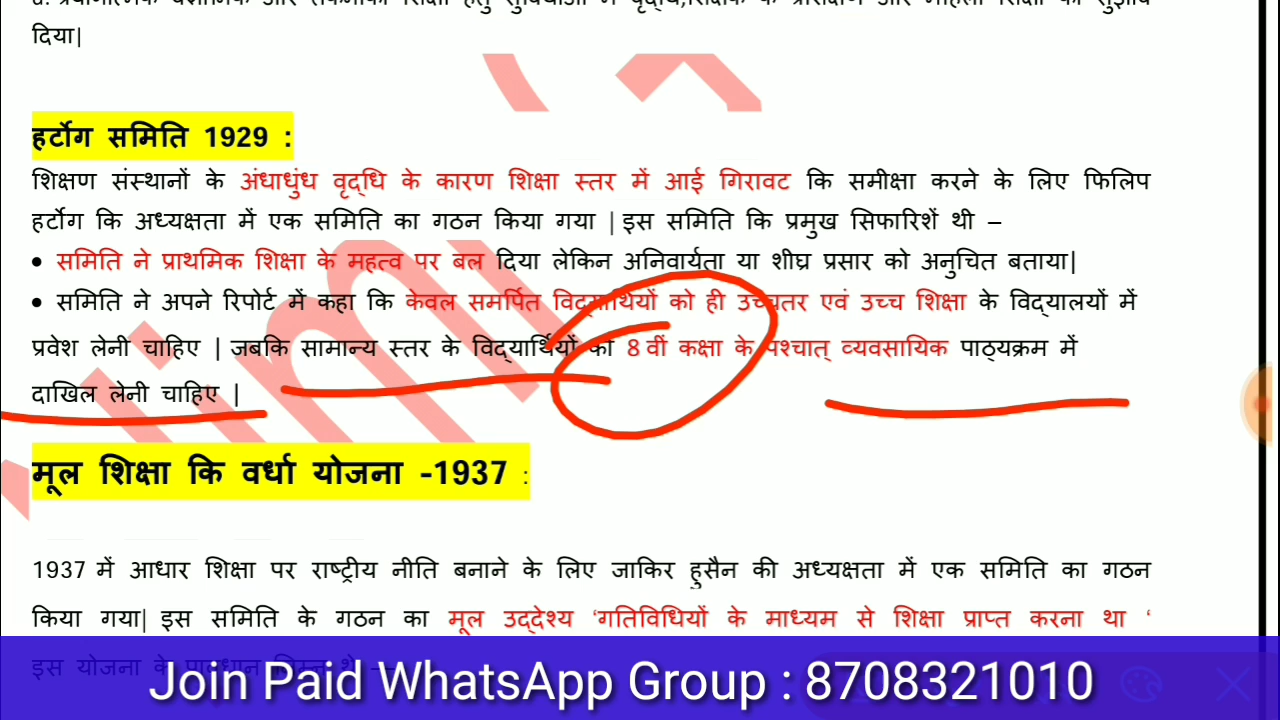 दिया|
हर्टोग समिति 1929 :
शिक्षण संस्थानों के अंधाधुंध वृद्धि के कारण शिक्षा स्तर में आई गिरावट कि समीक्षा करने के लिए फिलिप
हर्टोग कि अध्यक्षता में एक समिति का गठन किया गया | इस समिति कि प्रमुख सिफारिशें थी –
• समिति ने प्राथमिक शिक्षा के महत्व पर बल दिया लेकिन अनिवार्यता या शीघ्र प्रसार को अनुचित बताया|
• समिति ने अपने रिपोर्ट में कहा कि केवल समर्पित विद्यार्थियों को ही उच्चतर एवं उच्च शिक्षा के विद्यालयों में
प्रवेश लेनी चाहिए | जबकि सामान्य स्तर के विद्यार्थियों को 8 वीं कक्षा के पश्चात् व्यवसायिक पाठ्यक्रम में
दाखिल लेनी चाहिए |
मूल शिक्षा कि वर्धा योजना -1937 :
1937 में आधार शिक्षा पर राष्ट्रीय नीति बनाने के लिए जाकिर हुसैन की अध्यक्षता में एक समिति का गठन
किया गया| इस समिति के गठन का मूल उद्देश्य ‘गतिविधियों के माध्यम से शिक्षा प्राप्त करना था ‘
इस योजना के
Join Paid WhatsApp Group : 8708321010